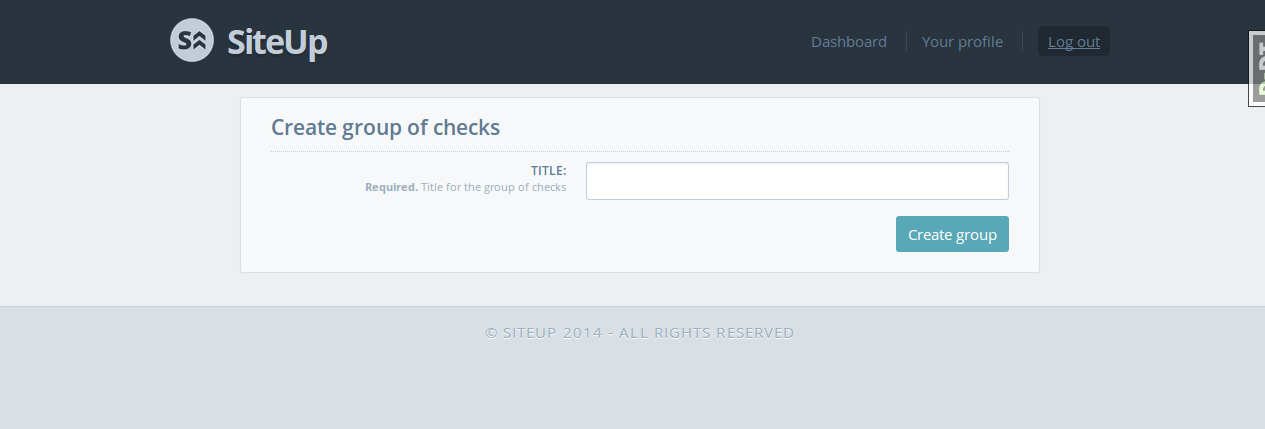 S SiteUp
Dashboard Your profile Log out
Create group of checks
TITLE:
Required. Title for the group of checks
Create group
© SITEUP 2014 - ALL RIGHTS RESERVED